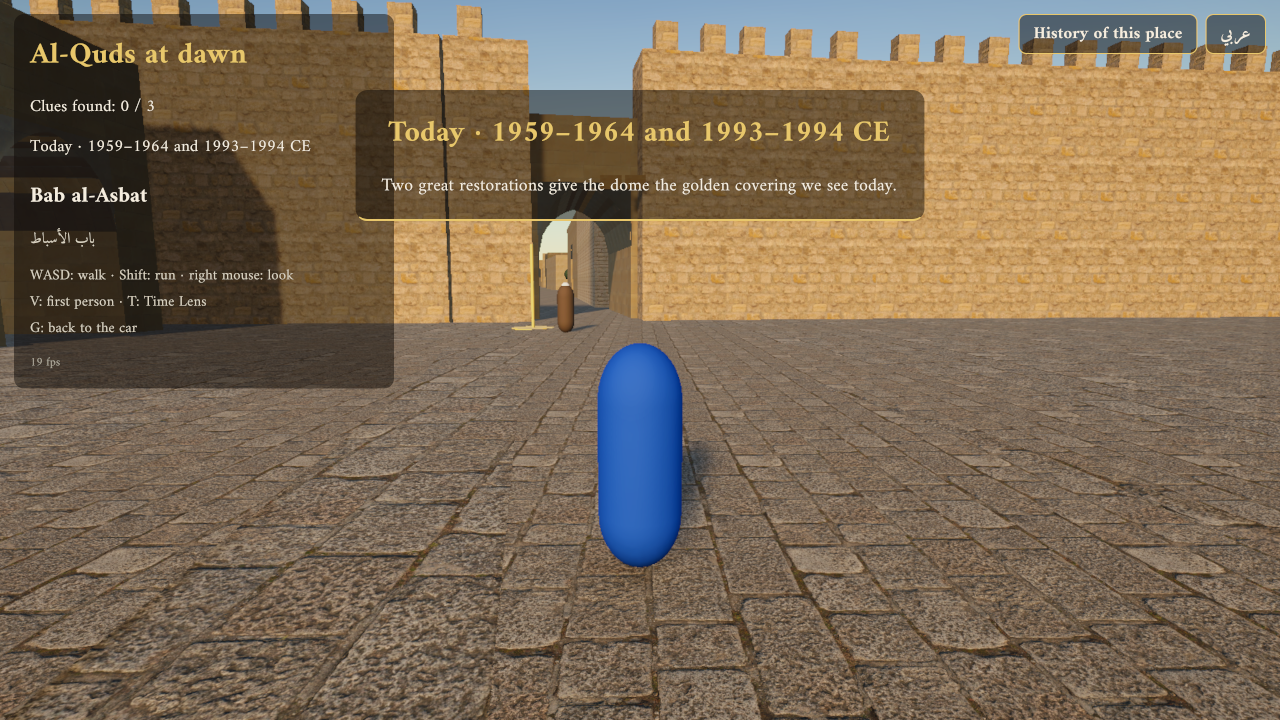 Al-Quds at dawn
Clues found: 0 / 3
Today · 1959–1964 and 1993–1994 CE
Bab al-Asbat
باب الأسباط
WASD: walk · Shift: run · right mouse: look
V: first person · T: Time Lens
G: back to the car
19 fps
Today · 1959–1964 and 1993–1994 CE
Two great restorations give the dome the golden covering we see today.
History of this place
عربي